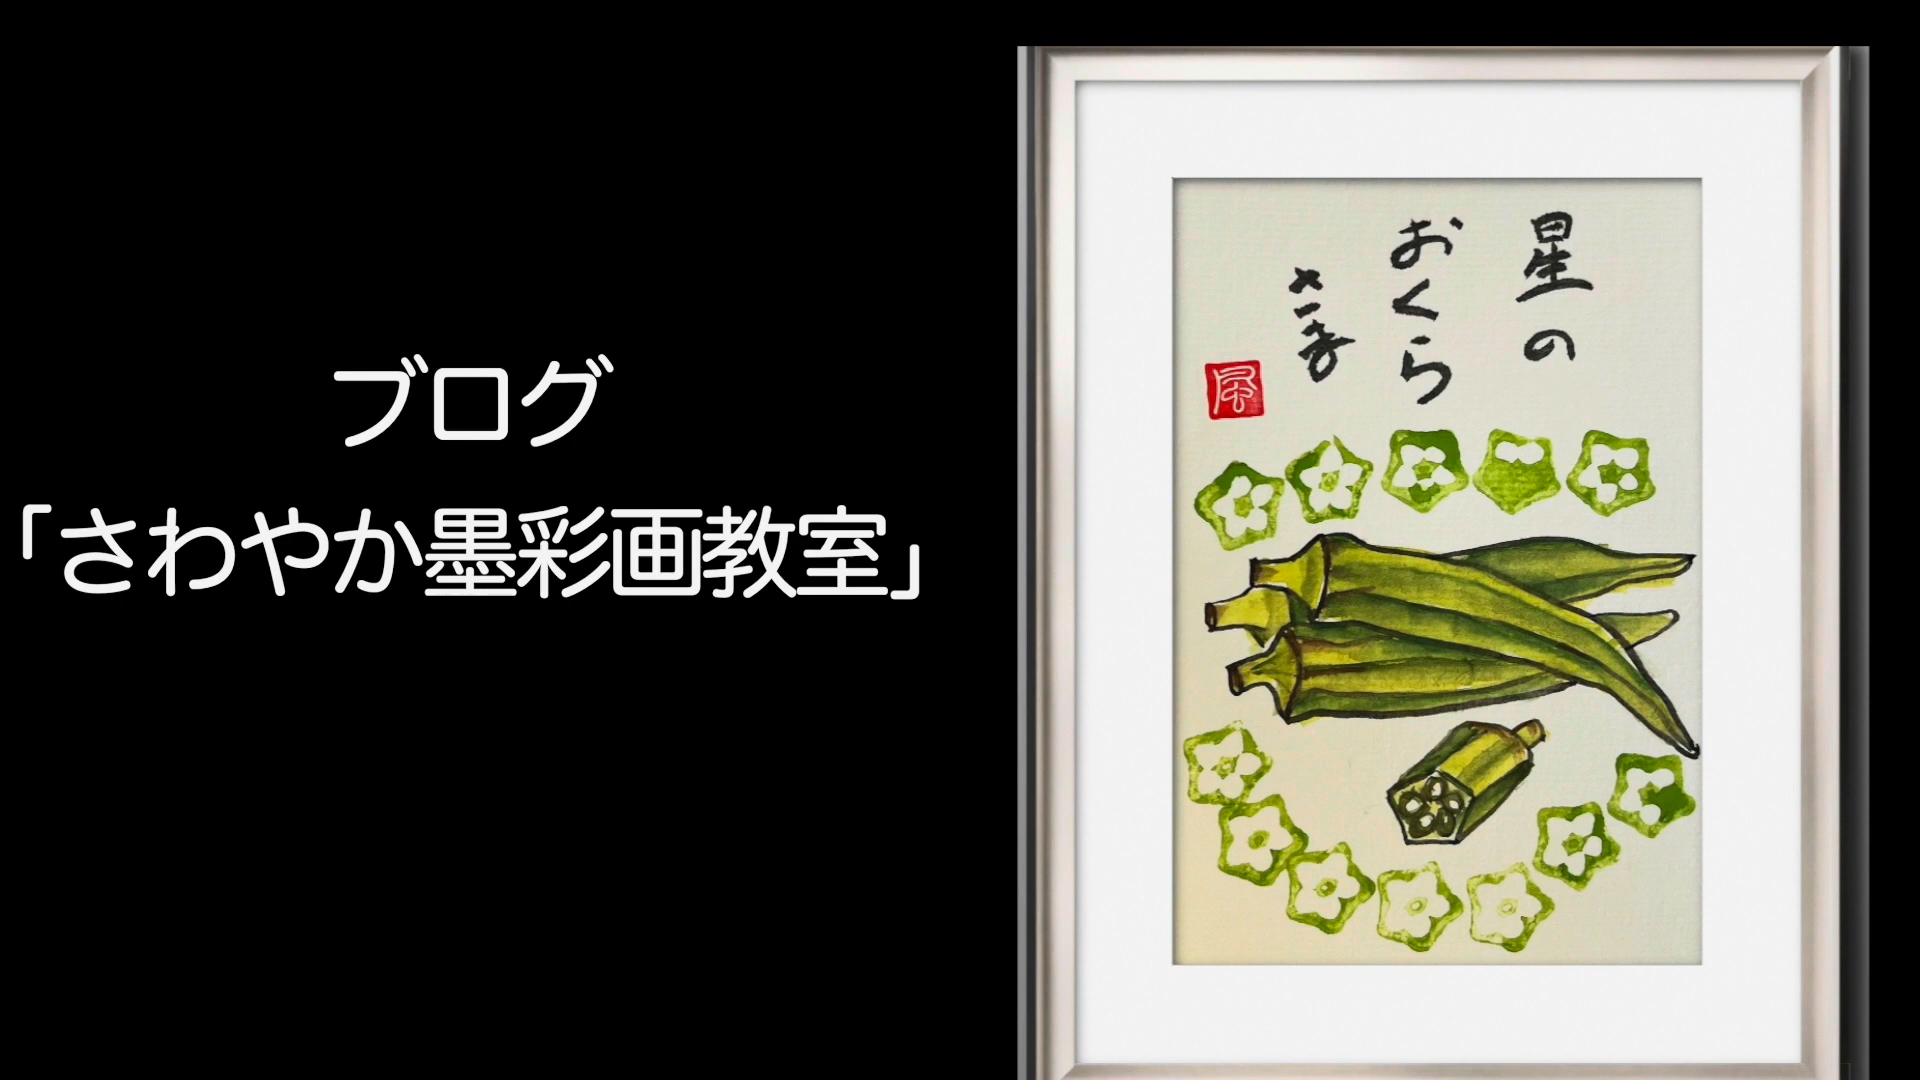 ブログ
「さわやか墨彩画教室」
星の
おくら
さま
風